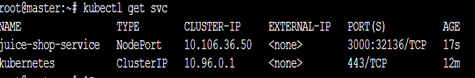 root@master:~# kubectl get svc
NAME TYPE CLUSTER-IP EXTERNAL-IP PORT(S) AGE
juice-shop-service NodePort 10.106.36.50 <none> 3000:32136/TCP 17s
kubernetes ClusterIP 10.96.0.1 <none> 443/TCP 12m